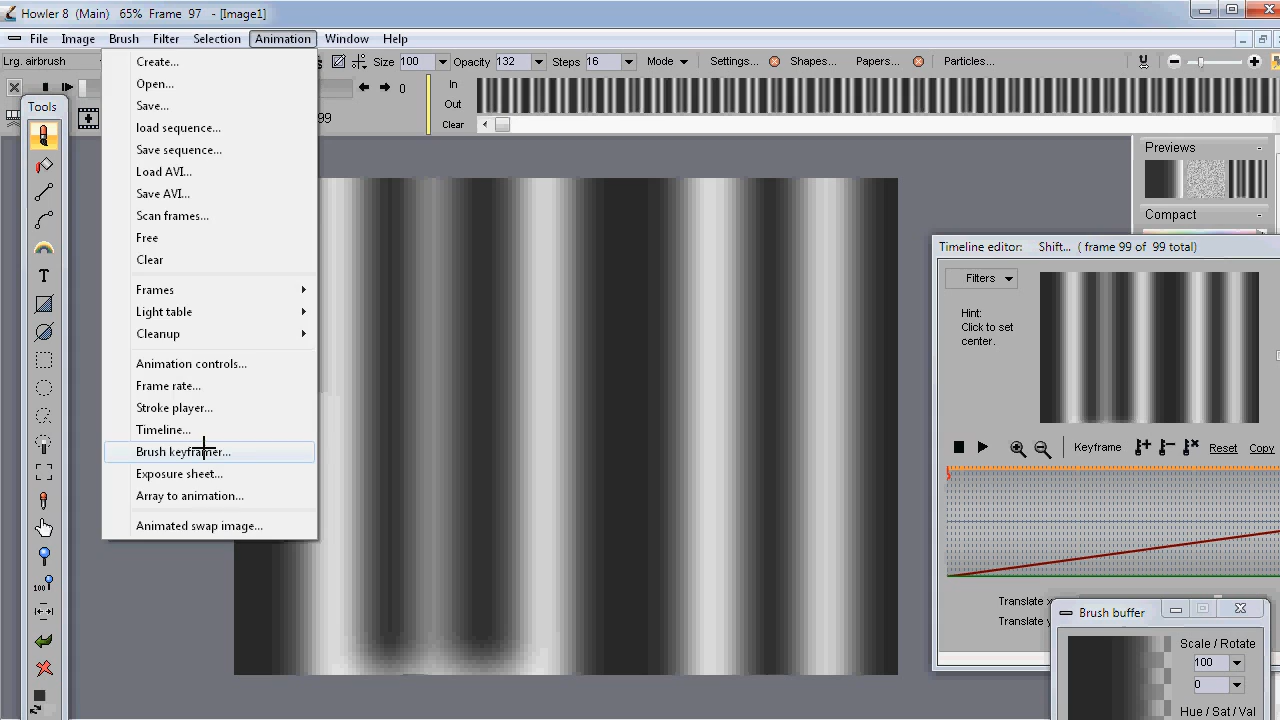 Howler 8 (Main) 65% Frame 97 - [Image1]
File Image Brush Filter Selection Animation Window Help
Lrg. airbrush Size 100 Opacity 132 Steps 16 Mode Settings... Shapes... Papers... Particles...
0
99
In
Out
Clear
Tools
T
100
Create...
Open...
Save...
load sequence...
Save sequence...
Load AVI...
Save AVI...
Scan frames...
Free
Clear
Frames
Light table
Cleanup
Animation controls...
Frame rate...
Stroke player...
Timeline...
Brush keyframer...
Exposure sheet...
Array to animation...
Animated swap image...
Previews
Compact
Timeline editor: Shift... ( frame 99 of 99 total)
Filters
Hint:
Click to set
center.
Keyframe Reset Copy
Translate x
Translate y
Brush buffer
Scale / Rotate
100
0
Hue / Sat / Val